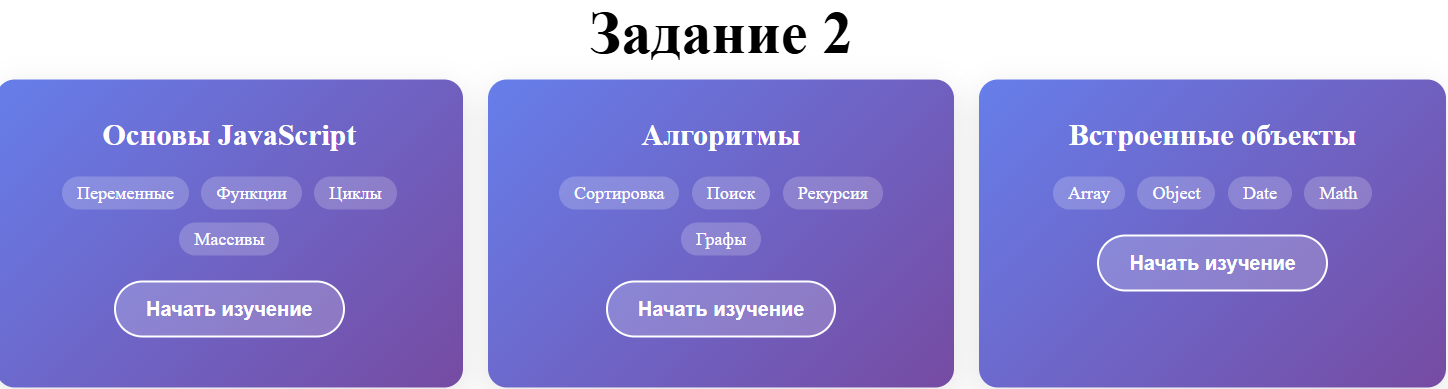 Задание 2
Основы JavaScript
Переменные Функции Циклы
Массивы
Начать изучение
Алгоритмы
Сортировка Поиск Рекурсия
Графы
Начать изучение
Встроенные объекты
Array Object Date Math
Начать изучение